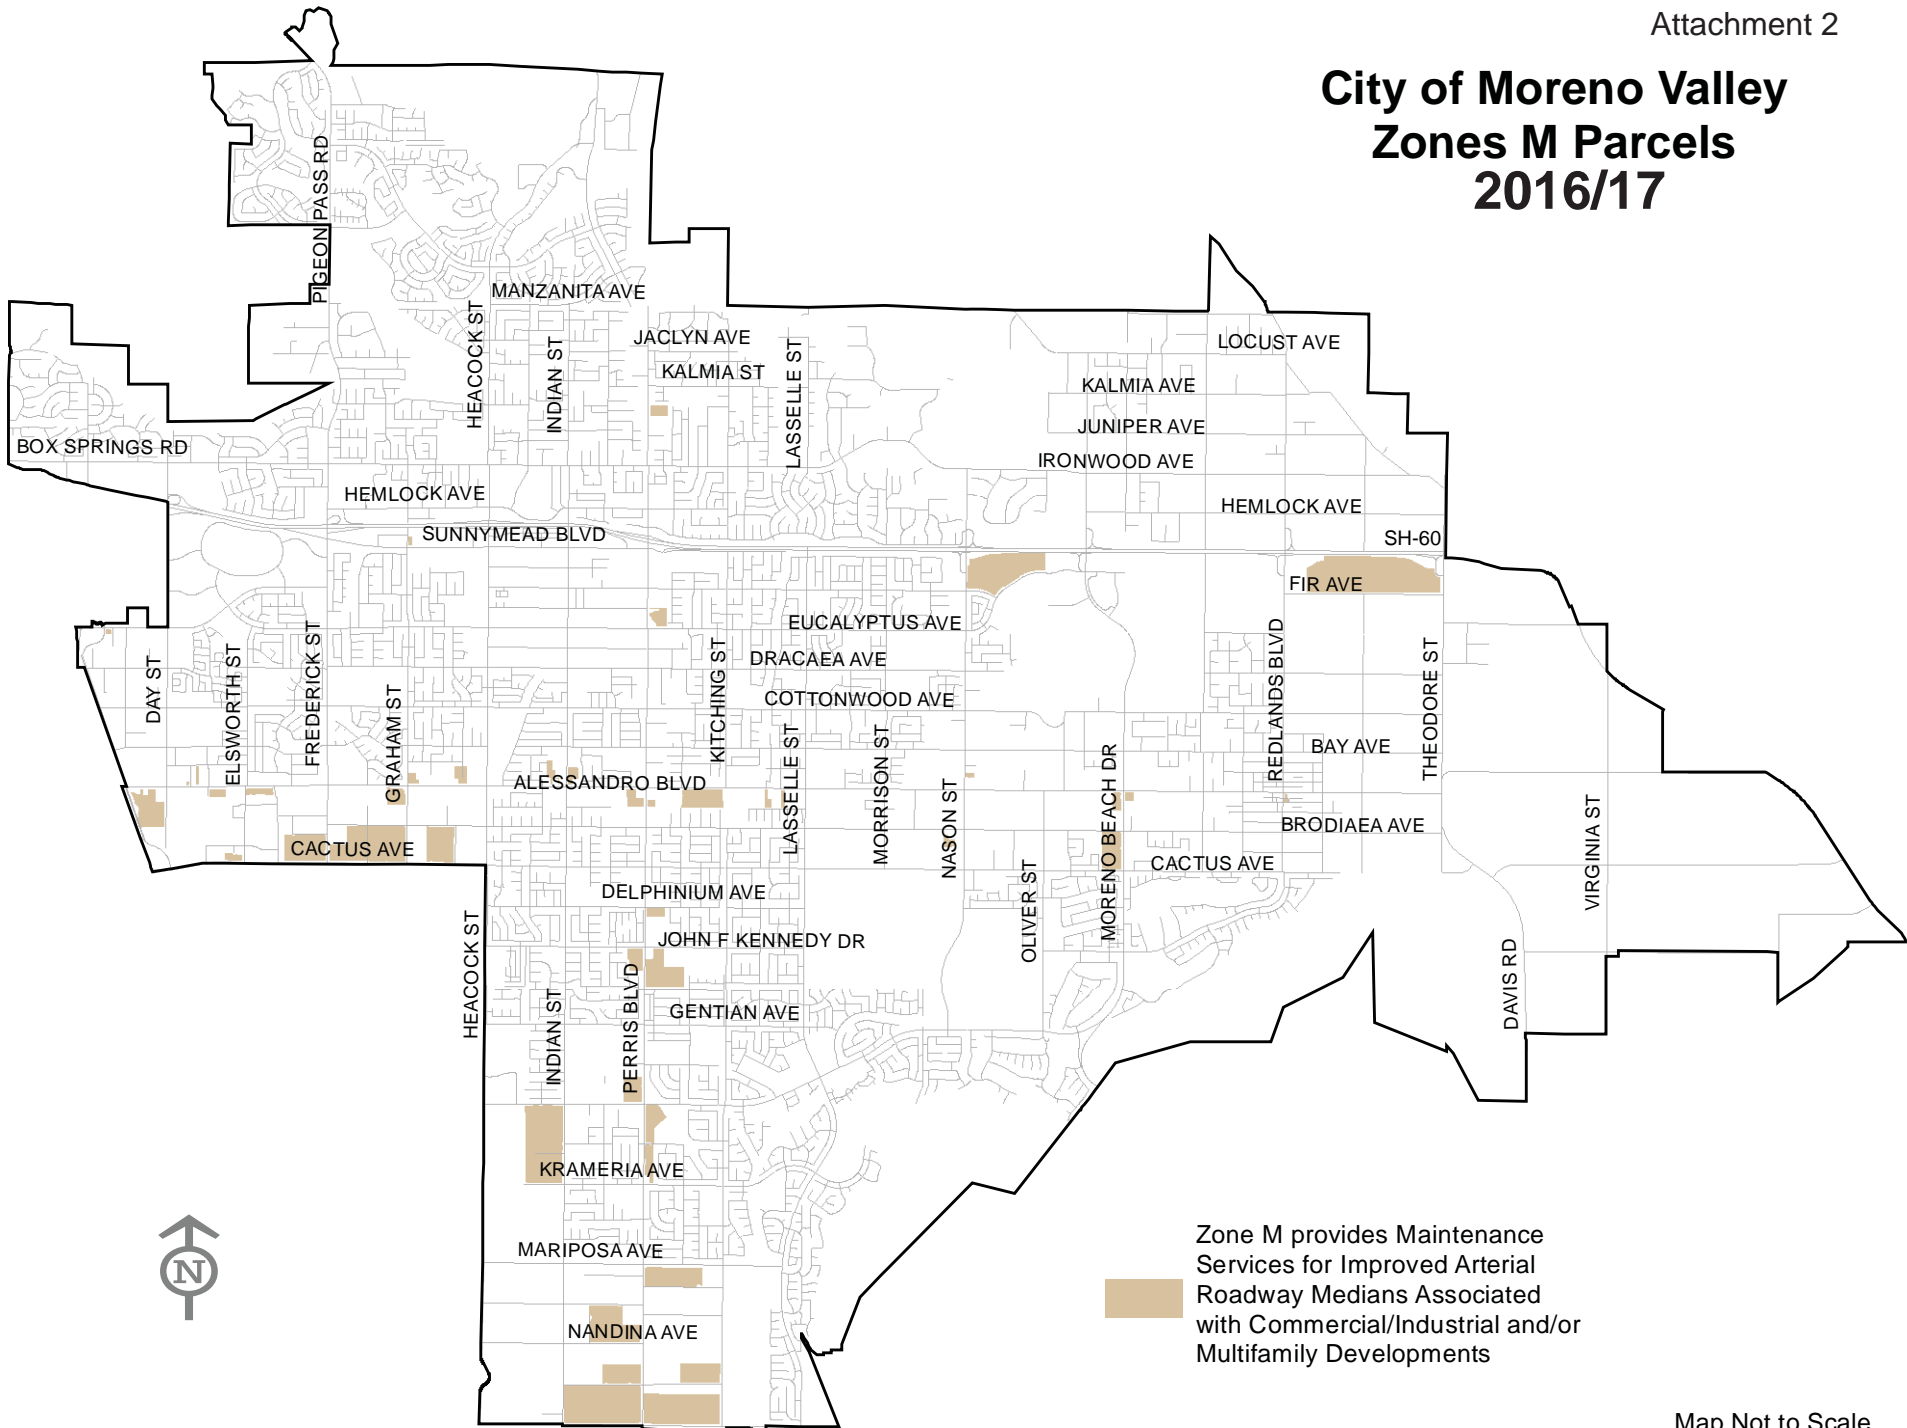 Attachment 2
City of Moreno Valley
Zones M Parcels
2016/17
PIGEON PASS RD
MANZANITA AVE
HEACOCK ST
INDIAN ST
JACLYN AVE
KALMIA ST
LASSELLE ST
LOCUST AVE
KALMIA AVE
JUNIPER AVE
IRONWOOD AVE
BOX SPRINGS RD
HEMLOCK AVE
HEMLOCK AVE
SUNNYMEAD BLVD
SH-60
FIR AVE
EUCALYPTUS AVE
DRACAEA AVE
COTTONWOOD AVE
DAY ST
ELSWORTH ST
FREDERICK ST
GRAHAM ST
KITCHING ST
LASSELLE ST
MORRISON ST
NASON ST
MORENO BEACH DR
REDLANDS BLVD
THEODORE ST
BAY AVE
ALESSANDRO BLVD
BRODIAEA AVE
VIRGINIA ST
CACTUS AVE
CACTUS AVE
DELPHINIUM AVE
OLIVER ST
HEACOCK ST
JOHN F KENNEDY DR
DAVIS RD
INDIAN ST
PERRIS BLVD
GENTIAN AVE
KRAMERIA AVE
MARIPOSA AVE
NANDINA AVE
N
Zone M provides Maintenance
Services for Improved Arterial
Roadway Medians Associated
with Commercial/Industrial and/or
Multifamily Developments
Map Not to Scale